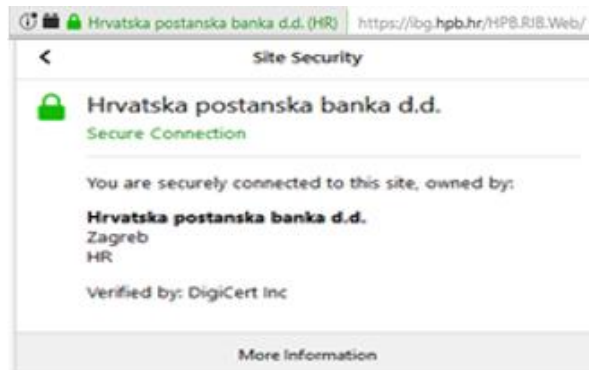 Hrvatska postanska banka d.d. (HR) https://ibg.hpb.hr/HPB.RIB.Web/
Site Security
Hrvatska postanska banka d.d.
Secure Connection
You are securely connected to this site, owned by:
Hrvatska postanska banka d.d.
Zagreb
HR
Verified by: DigiCert Inc
More Information